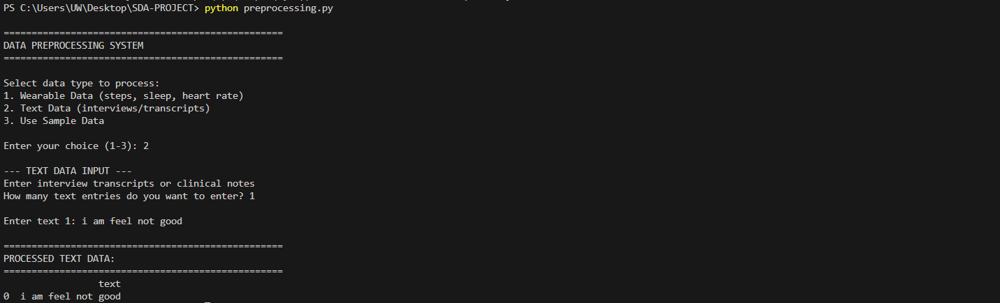 PS C:\Users\UW\Desktop\SDA-PROJECT> python preprocessing.py
==================================================
DATA PREPROCESSING SYSTEM
==================================================
Select data type to process:
1. Wearable Data (steps, sleep, heart rate)
2. Text Data (interviews/transcripts)
3. Use Sample Data
Enter your choice (1-3): 2
--- TEXT DATA INPUT ---
Enter interview transcripts or clinical notes
How many text entries do you want to enter? 1
Enter text 1: i am feel not good
==================================================
PROCESSED TEXT DATA:
==================================================
text
0 i am feel not good